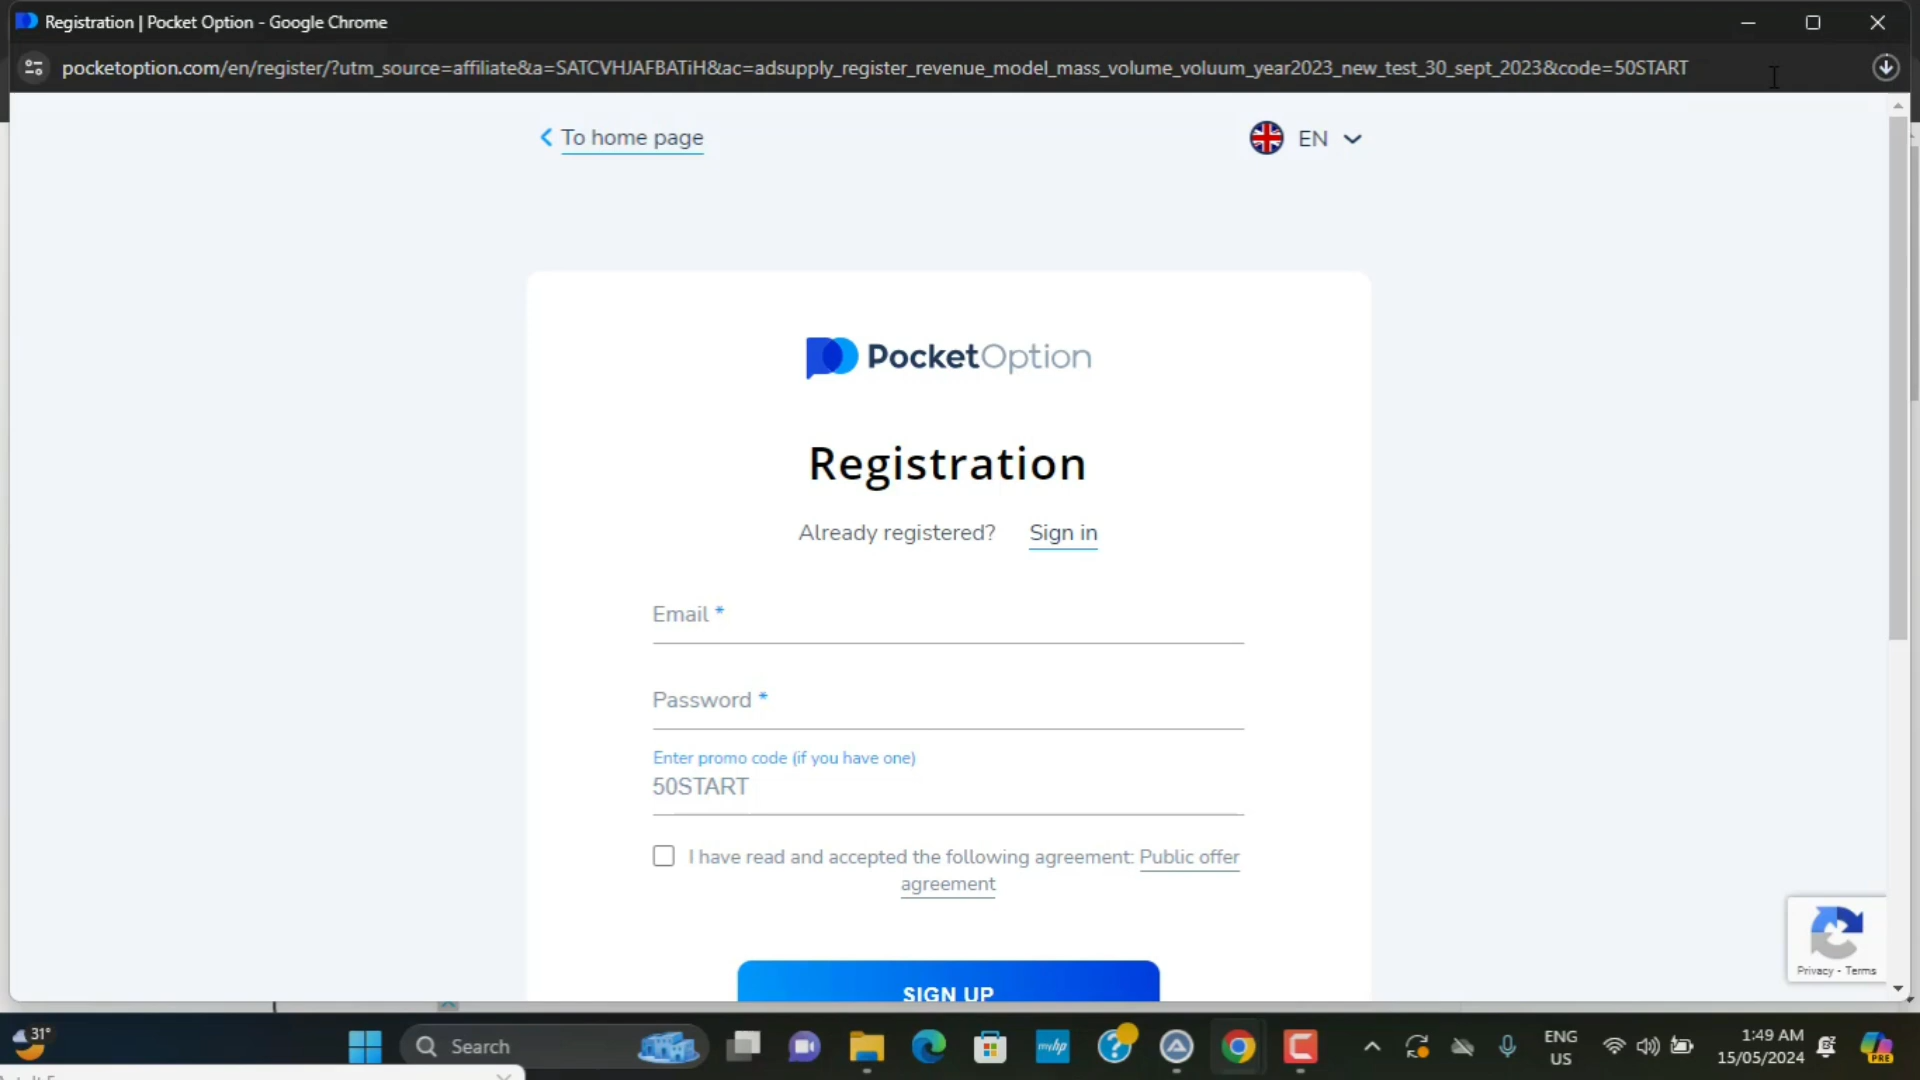 Registration | Pocket Option - Google Chrome
pocketoption.com/en/register/?utm_source=affiliate&a=SATCVHJAFBATiH&ac=adsupply_register_revenue_model_mass_volume_voluum_year2023_new_test_30_sept_2023&code=50START
To home page
EN
PocketOption
Registration
Already registered? Sign in
Email *
Password *
Enter promo code (if you have one)
50START
I have read and accepted the following agreement: Public offer
agreement
SIGN UP
Privacy - Terms
31°
Search
myhp
ENG
US
1:49 AM
15/05/2024
PRE